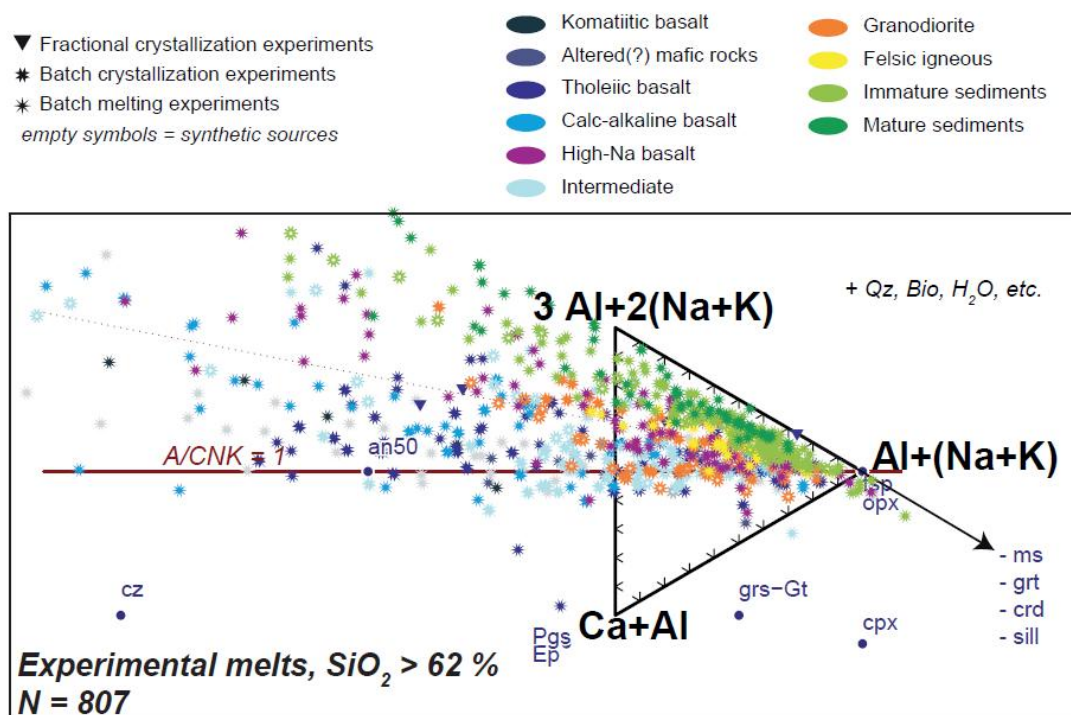 Fractional crystallization experiments
Batch crystallization experiments
Batch melting experiments
empty symbols = synthetic sources
Komatiitic basalt
Altered(?) mafic rocks
Tholeiic basalt
Calc-alkaline basalt
High-Na basalt
Intermediate
Granodiorite
Felsic igneous
Immature sediments
Mature sediments
+ Qz, Bio, H2O, etc.
3 Al+2(Na+K)
A/CNK = 1
an50
Al+(Na+K)
fsp
opx
- ms
- grt
- crd
- sill
cz
grs-Gt
cpx
Ca+Al
Pgs
Ep
Experimental melts, SiO2 > 62 %
N = 807